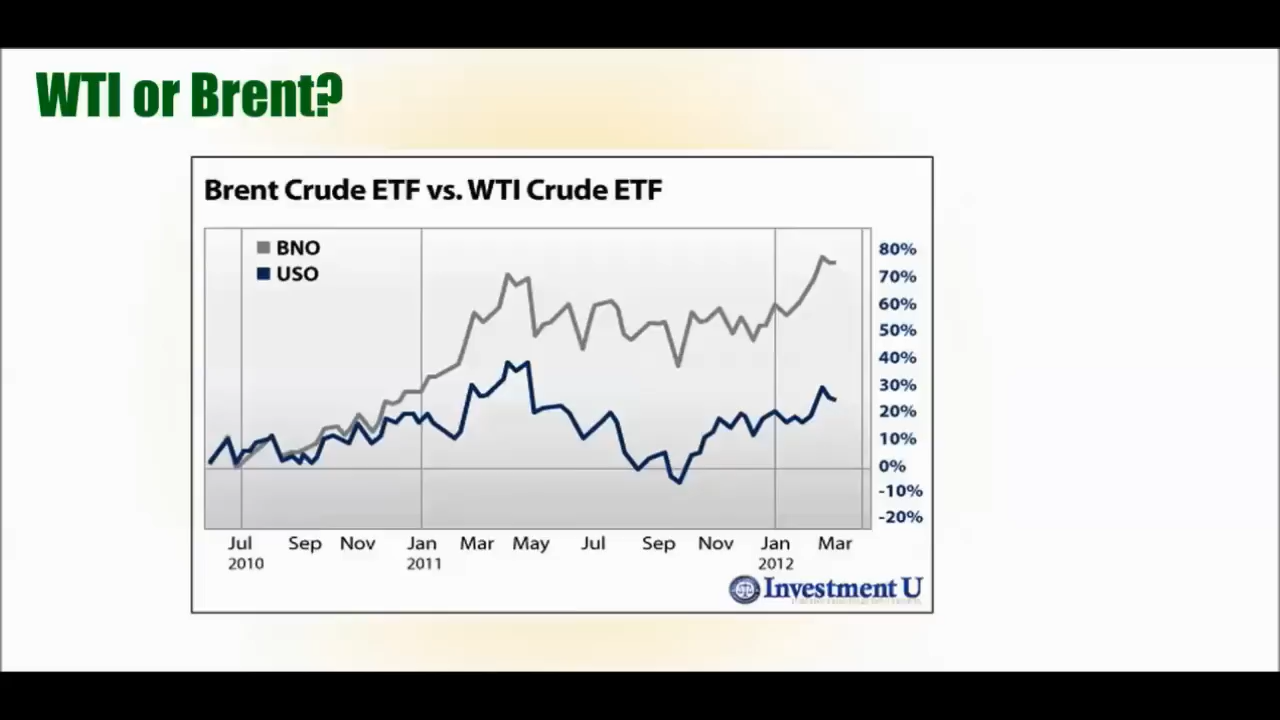 WTI or Brent?
Brent Crude ETF vs. WTI Crude ETF
BNO
USO
80%
70%
60%
50%
40%
30%
20%
10%
0%
-10%
-20%
Jul Sep Nov Jan Mar May Jul Sep Nov Jan Mar
2010 2011 2012
Investment U